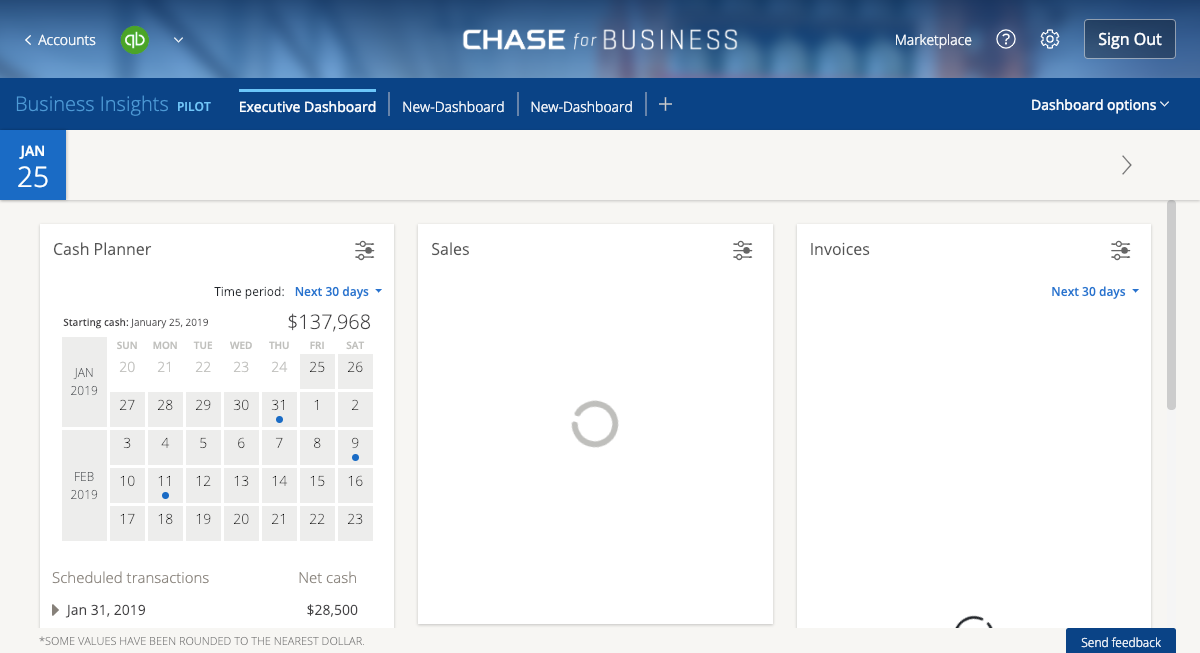 Accounts qb CHASE for BUSINESS Marketplace ? Sign Out
Business Insights PILOT Executive Dashboard New-Dashboard New-Dashboard + Dashboard options
JAN
25
Cash Planner
Time period: Next 30 days
Starting cash: January 25, 2019 $137,968
SUN MON TUE WED THU FRI SAT
JAN
2019
20 21 22 23 24 25 26
27 28 29 30 31 1 2
FEB
2019
3 4 5 6 7 8 9
10 11 12 13 14 15 16
17 18 19 20 21 22 23
Scheduled transactions Net cash
Jan 31, 2019 $28,500
Sales
Invoices
Next 30 days
*SOME VALUES HAVE BEEN ROUNDED TO THE NEAREST DOLLAR.
Send feedback